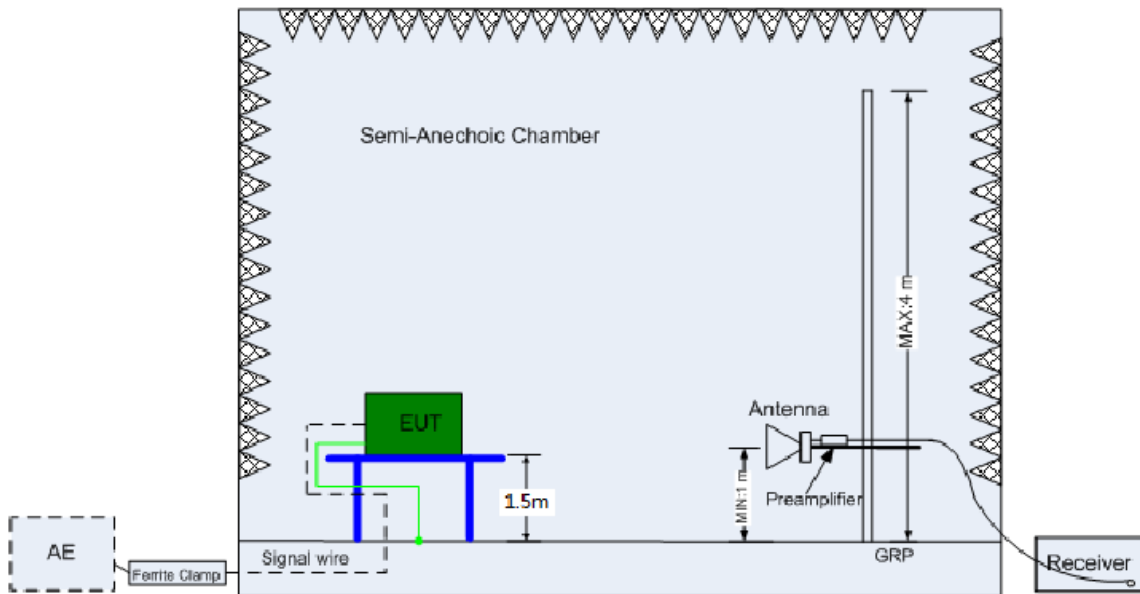 Semi-Anechoic Chamber
MAX:4 m
EUT
Antenna
1.5m
MIN:1 m
Preamplifier
AE
Ferrite Clamp
Signal wire
GRP
Receiver